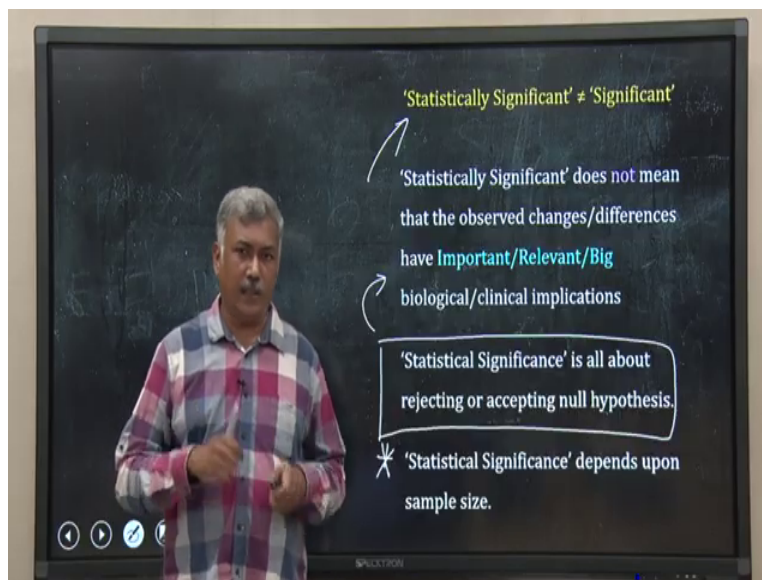 ‘Statistically Significant’ ≠ ‘Significant’
‘Statistically Significant’ does not mean
that the observed changes/differences
have Important/Relevant/Big
biological/clinical implications
‘Statistical Significance’ is all about
rejecting or accepting null hypothesis.
‘Statistical Significance’ depends upon
sample size.
SPECKTRON